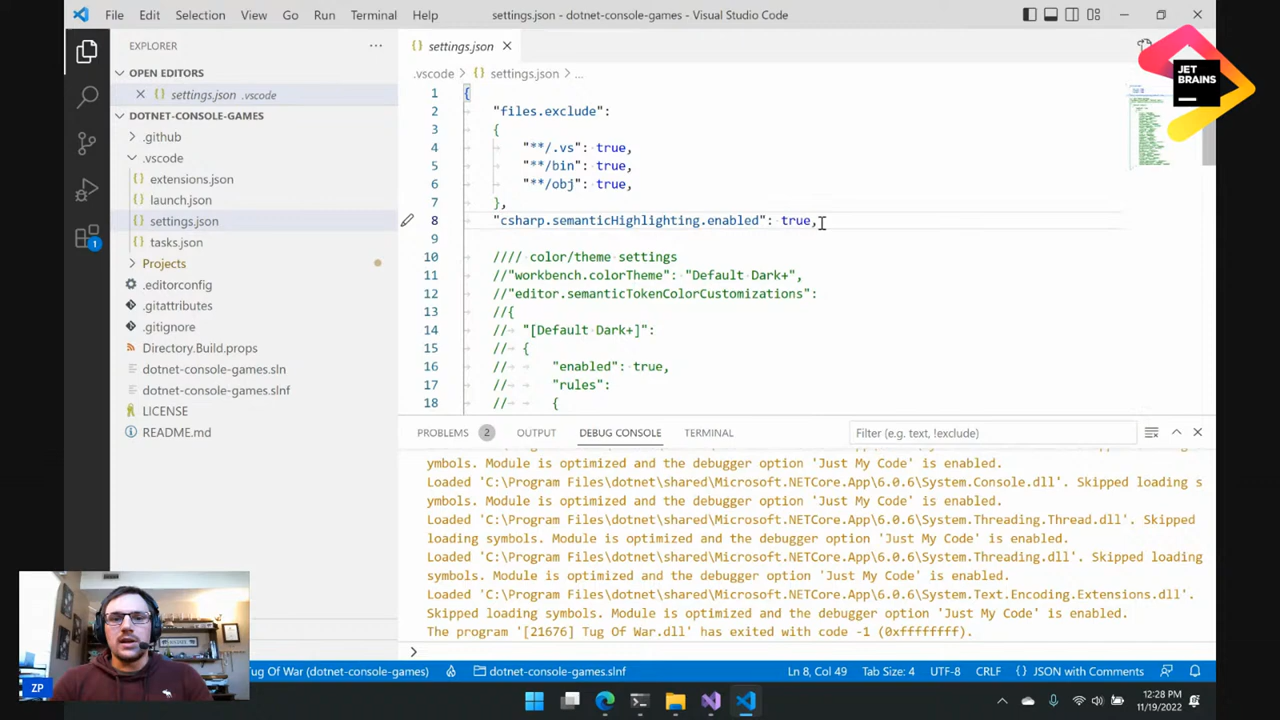 File Edit Selection View Go Run Terminal Help settings.json - dotnet-console-games - Visual Studio Code
EXPLORER
OPEN EDITORS
settings.json .vscode
DOTNET-CONSOLE-GAMES
.github
.vscode
extensions.json
launch.json
settings.json
tasks.json
Projects
.editorconfig
.gitattributes
.gitignore
Directory.Build.props
dotnet-console-games.sln
dotnet-console-games.slnf
LICENSE
README.md
settings.json
.vscode > settings.json > ...
1 {
2 "files.exclude":
3 {
4 "**/.vs": true,
5 "**/bin": true,
6 "**/obj": true,
7 },
8 "csharp.semanticHighlighting.enabled": true,
9
10 //// color/theme settings
11 //"workbench.colorTheme": "Default Dark+",
12 //"editor.semanticTokenColorCustomizations":
13 //{
14 // "[Default Dark+]":
15 // {
16 // "enabled": true,
17 // "rules":
18 // {
JET
BRAINS
PROBLEMS 2 OUTPUT DEBUG CONSOLE TERMINAL Filter (e.g. text, !exclude)
ymbols. Module is optimized and the debugger option 'Just My Code' is enabled.
Loaded 'C:\Program Files\dotnet\shared\Microsoft.NETCore.App\6.0.6\System.Console.dll'. Skipped loading s
ymbols. Module is optimized and the debugger option 'Just My Code' is enabled.
Loaded 'C:\Program Files\dotnet\shared\Microsoft.NETCore.App\6.0.6\System.Threading.Thread.dll'. Skipped
loading symbols. Module is optimized and the debugger option 'Just My Code' is enabled.
Loaded 'C:\Program Files\dotnet\shared\Microsoft.NETCore.App\6.0.6\System.Threading.dll'. Skipped loading
symbols. Module is optimized and the debugger option 'Just My Code' is enabled.
Loaded 'C:\Program Files\dotnet\shared\Microsoft.NETCore.App\6.0.6\System.Text.Encoding.Extensions.dll'.
Skipped loading symbols. Module is optimized and the debugger option 'Just My Code' is enabled.
The program '[21676] Tug Of War.dll' has exited with code -1 (0xffffffff).
ZP
Tug Of War (dotnet-console-games) dotnet-console-games.slnf Ln 8, Col 49 Tab Size: 4 UTF-8 CRLF {} JSON with Comments
12:28 PM
11/19/2022